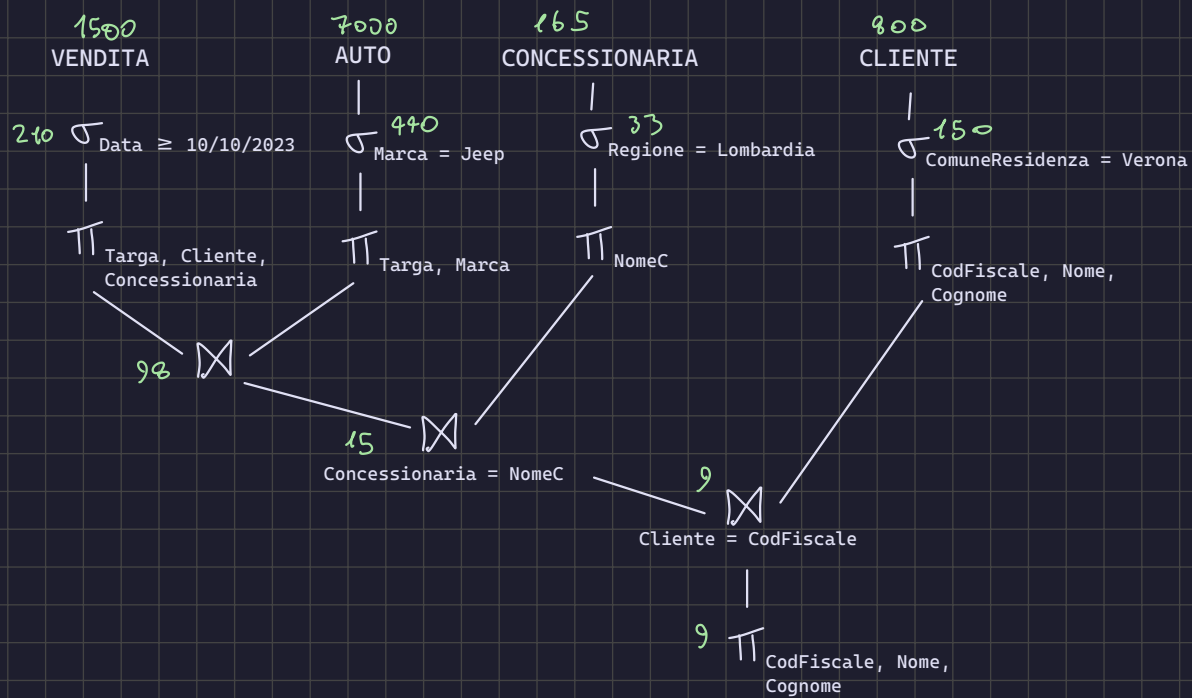 1500
7000
165
800
VENDITA
AUTO
CONCESSIONARIA
CLIENTE
210
σ Data ≥ 10/10/2023
440
σ Marca = Jeep
33
σ Regione = Lombardia
150
σ ComuneResidenza = Verona
π Targa, Cliente,
Concessionaria
π Targa, Marca
π NomeC
π CodFiscale, Nome,
Cognome
98 ⋈
15 ⋈
Concessionaria = NomeC
9 ⋈
Cliente = CodFiscale
9
π CodFiscale, Nome,
Cognome